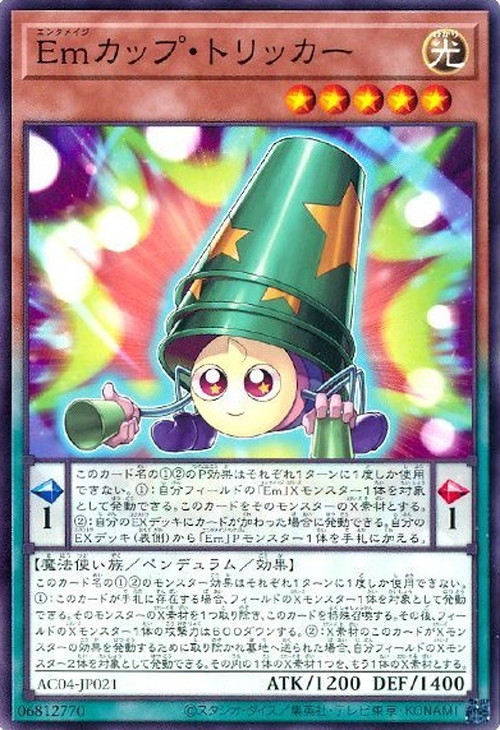 エンタメイジ
Emカップ・トリッカー
ひかり
光
このカード名の①②のP効果はそれぞれ1ターンに1度しか使用
できない。①：自分フィールドの「Em」Xモンスター1体を対象
として発動できる。このカードをそのモンスターのX素材とする。
②：自分のEXデッキにカードが加わった場合に発動できる。自分の
EXデッキ(表側)から「Em」Pモンスター1体を手札に加える。
1
1
【魔法使い族／ペンデュラム／効果】
このカード名の①②のモンスター効果はそれぞれ1ターンに1度しか使用できない。
①：このカードが手札に存在する場合、フィールドのXモンスター1体を対象として発動
できる。そのモンスターのX素材を1つ取り除き、このカードを特殊召喚する。その後、フィー
ルドのXモンスター1体の攻撃力は600ダウンする。②：X素材のこのカードがXモン
スターの効果を発動するために取り除かれ墓地へ送られた場合、自分フィールドのXモン
スター2体を対象として発動できる。その内の1体のX素材1つを、もう1体のX素材とする。
AC04-JP021
ATK/1200 DEF/1400
06812770
©スタジオ・ダイス／集英社・テレビ東京・KONAMI